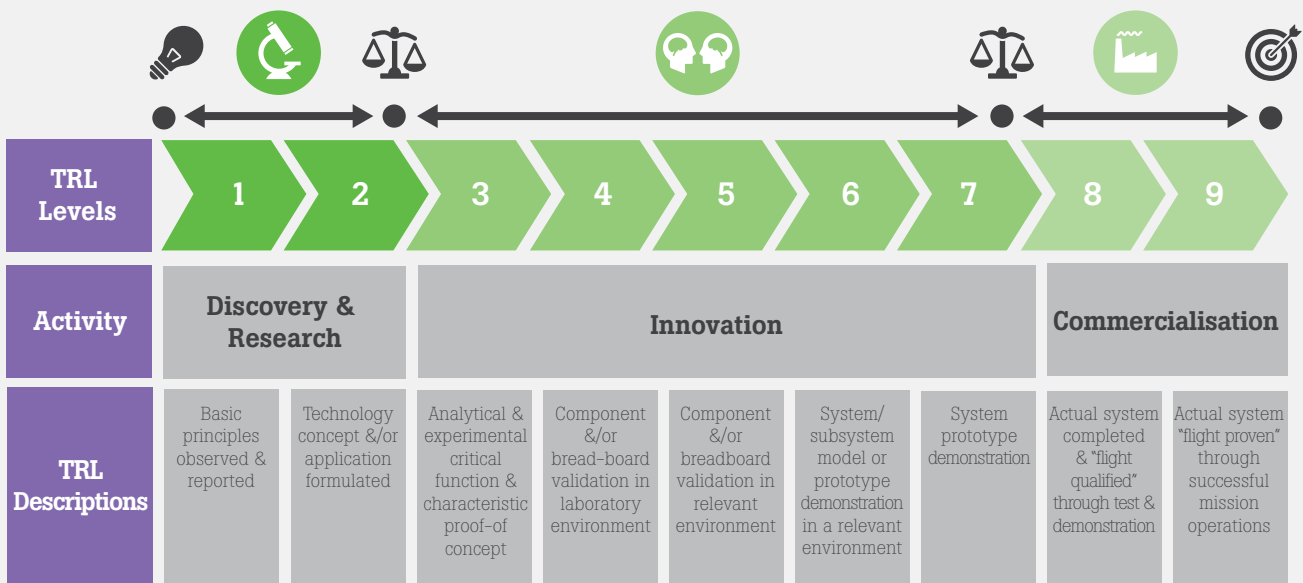 TRL
Levels
1
2
3
4
5
6
7
8
9
Activity
Discovery &
Research
Innovation
Commercialisation
TRL
Descriptions
Basic
principles
observed &
reported
Technology
concept &/or
application
formulated
Analytical &
experimental
critical
function &
characteristic
proof-of
concept
Component
&/or
bread-board
validation in
laboratory
environment
Component
&/or
breadboard
validation in
relevant
environment
System/
subsystem
model or
prototype
demonstration
in a relevant
environment
System
prototype
demonstration
Actual system
completed
& "flight
qualified"
through test &
demonstration
Actual system
"flight proven"
through
successful
mission
operations